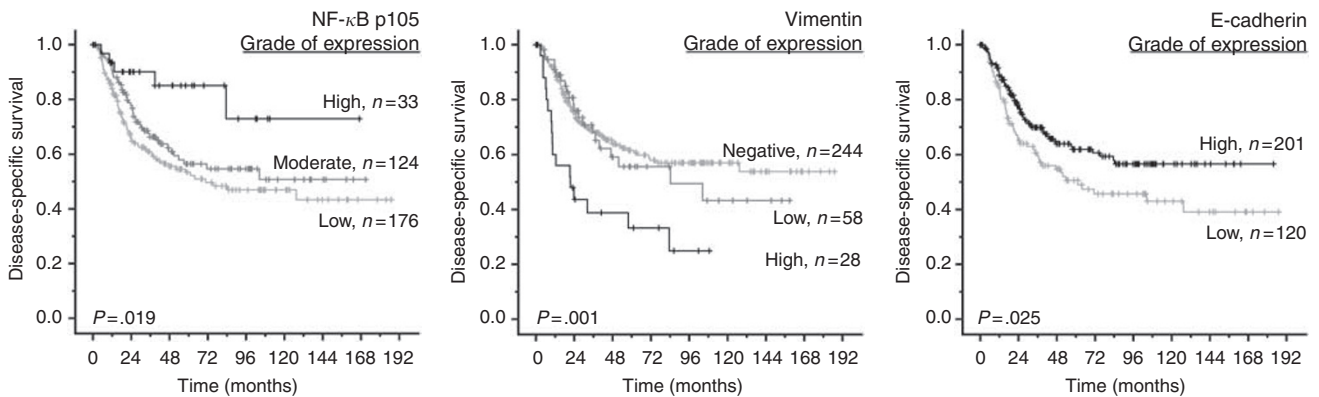 NF-κB p105
Grade of expression
Disease-specific survival
1.0
0.8
0.6
0.4
0.2
0.0
High, n=33
Moderate, n=124
Low, n=176
P=.019
0 24 48 72 96 120 144 168 192
Time (months)
Vimentin
Grade of expression
Disease-specific survival
1.0
0.8
0.6
0.4
0.2
0.0
Negative, n=244
Low, n=58
High, n=28
P=.001
0 24 48 72 96 120 144 168 192
Time (months)
E-cadherin
Grade of expression
Disease-specific survival
1.0
0.8
0.6
0.4
0.2
0.0
High, n=201
Low, n=120
P=.025
0 24 48 72 96 120 144 168 192
Time (months)